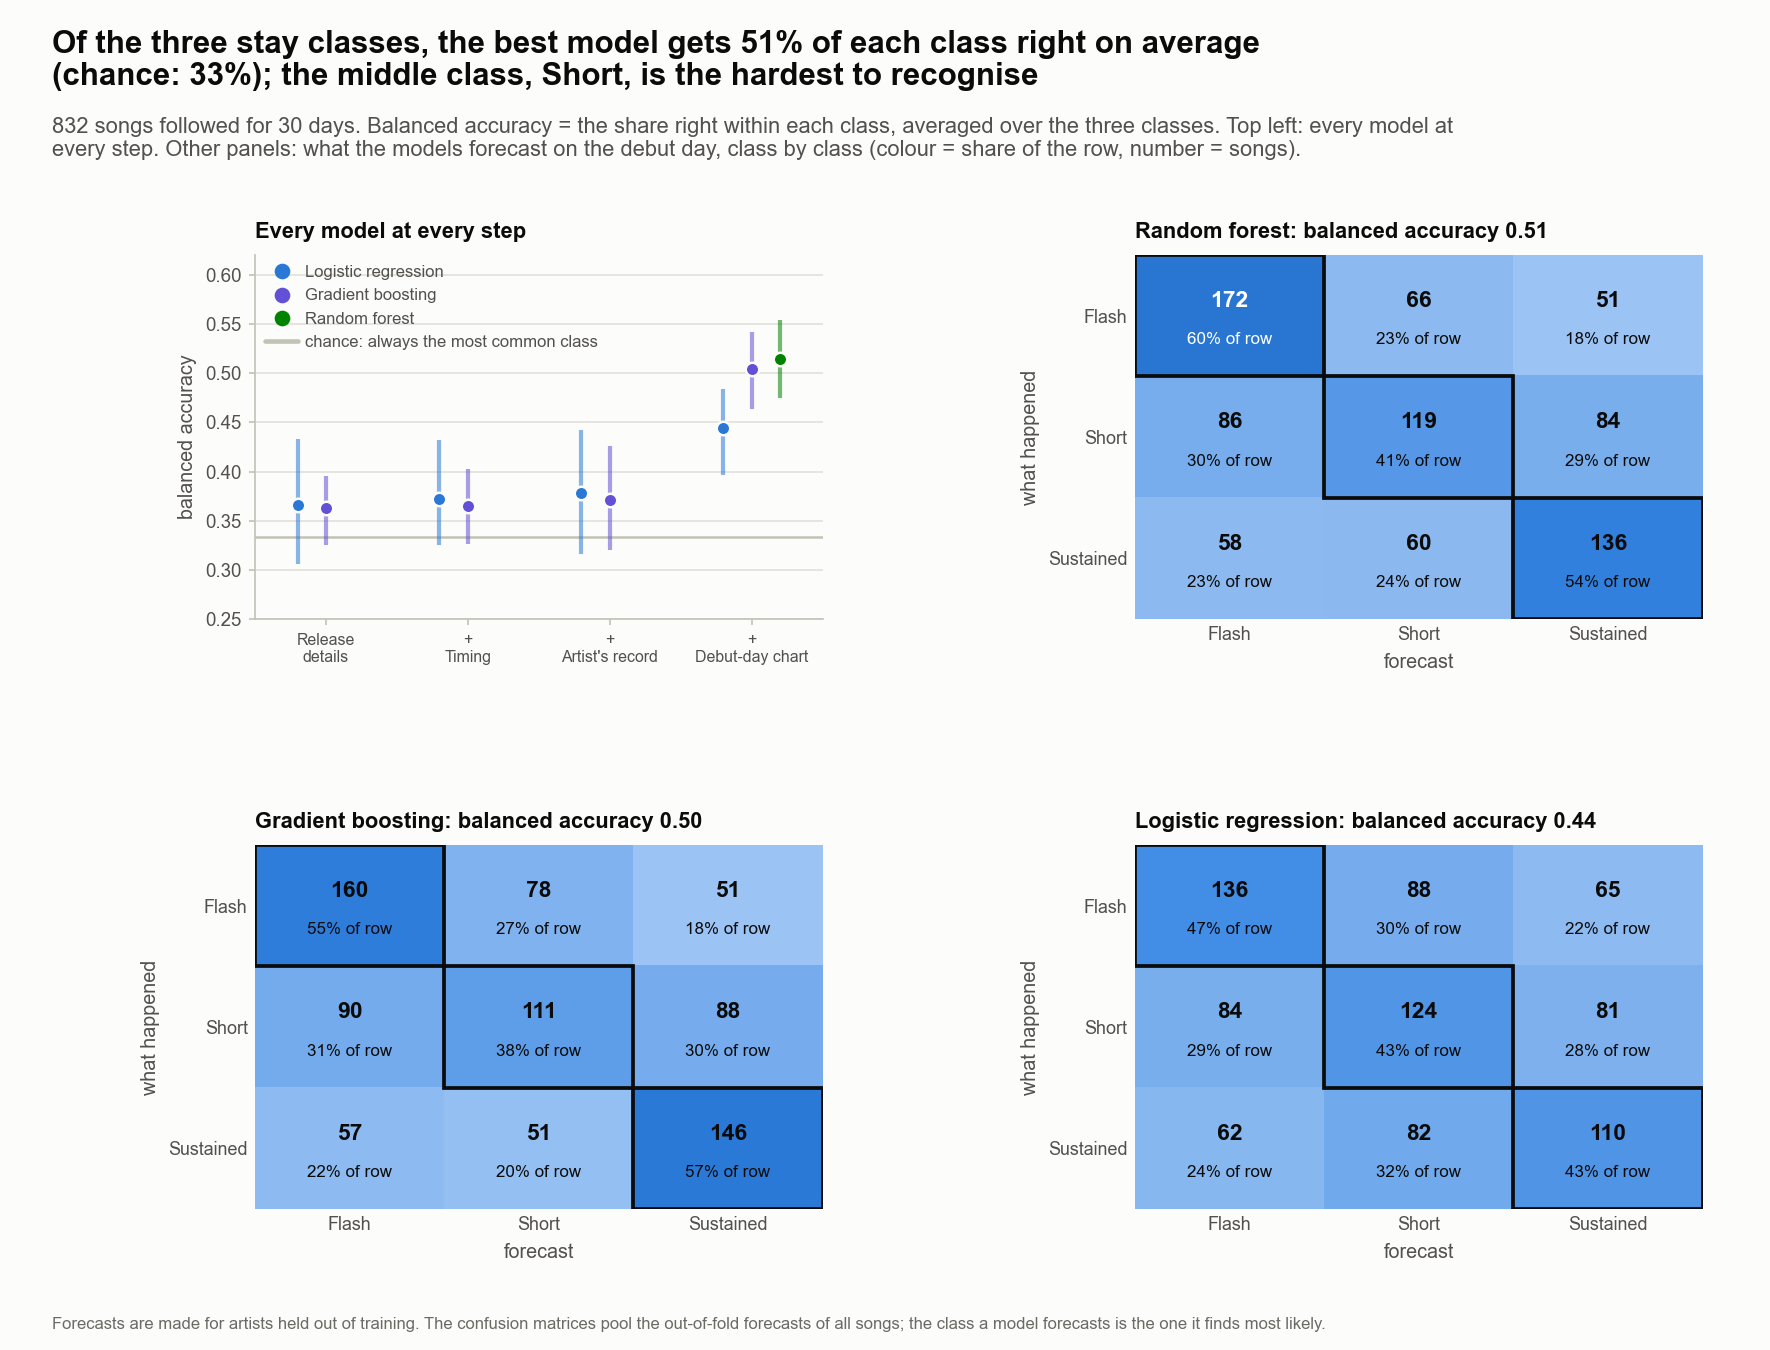 Of the three stay classes, the best model gets 51% of each class right on average
(chance: 33%); the middle class, Short, is the hardest to recognise
832 songs followed for 30 days. Balanced accuracy = the share right within each class, averaged over the three classes. Top left: every model at
every step. Other panels: what the models forecast on the debut day, class by class (colour = share of the row, number = songs).
Every model at every step
balanced accuracy
0.60
0.55
0.50
0.45
0.40
0.35
0.30
0.25
Logistic regression
Gradient boosting
Random forest
chance: always the most common class
Release
details
+
Timing
+
Artist's record
+
Debut-day chart
Random forest: balanced accuracy 0.51
what happened
Flash
172
66
51
60% of row
23% of row
18% of row
Short
86
119
84
30% of row
41% of row
29% of row
Sustained
58
60
136
23% of row
24% of row
54% of row
Flash
Short
Sustained
forecast
Gradient boosting: balanced accuracy 0.50
what happened
Flash
160
78
51
55% of row
27% of row
18% of row
Short
90
111
88
31% of row
38% of row
30% of row
Sustained
57
51
146
22% of row
20% of row
57% of row
Flash
Short
Sustained
forecast
Logistic regression: balanced accuracy 0.44
what happened
Flash
136
88
65
47% of row
30% of row
22% of row
Short
84
124
81
29% of row
43% of row
28% of row
Sustained
62
82
110
24% of row
32% of row
43% of row
Flash
Short
Sustained
forecast
Forecasts are made for artists held out of training. The confusion matrices pool the out-of-fold forecasts of all songs; the class a model forecasts is the one it finds most likely.